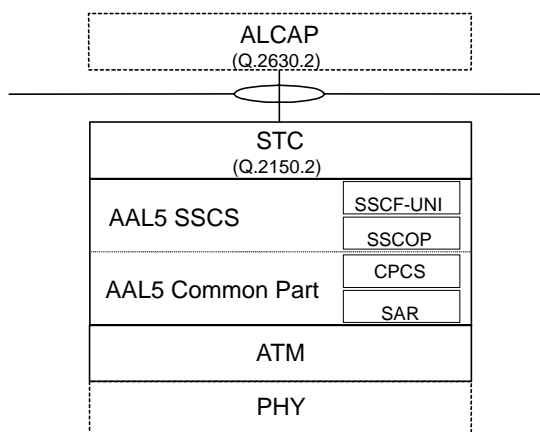 ALCAP
(Q.2630.2)
STC
(Q.2150.2)
AAL5 SSCS
SSCF-UNI
SSCOP
AAL5 Common Part
CPCS
SAR
ATM
PHY